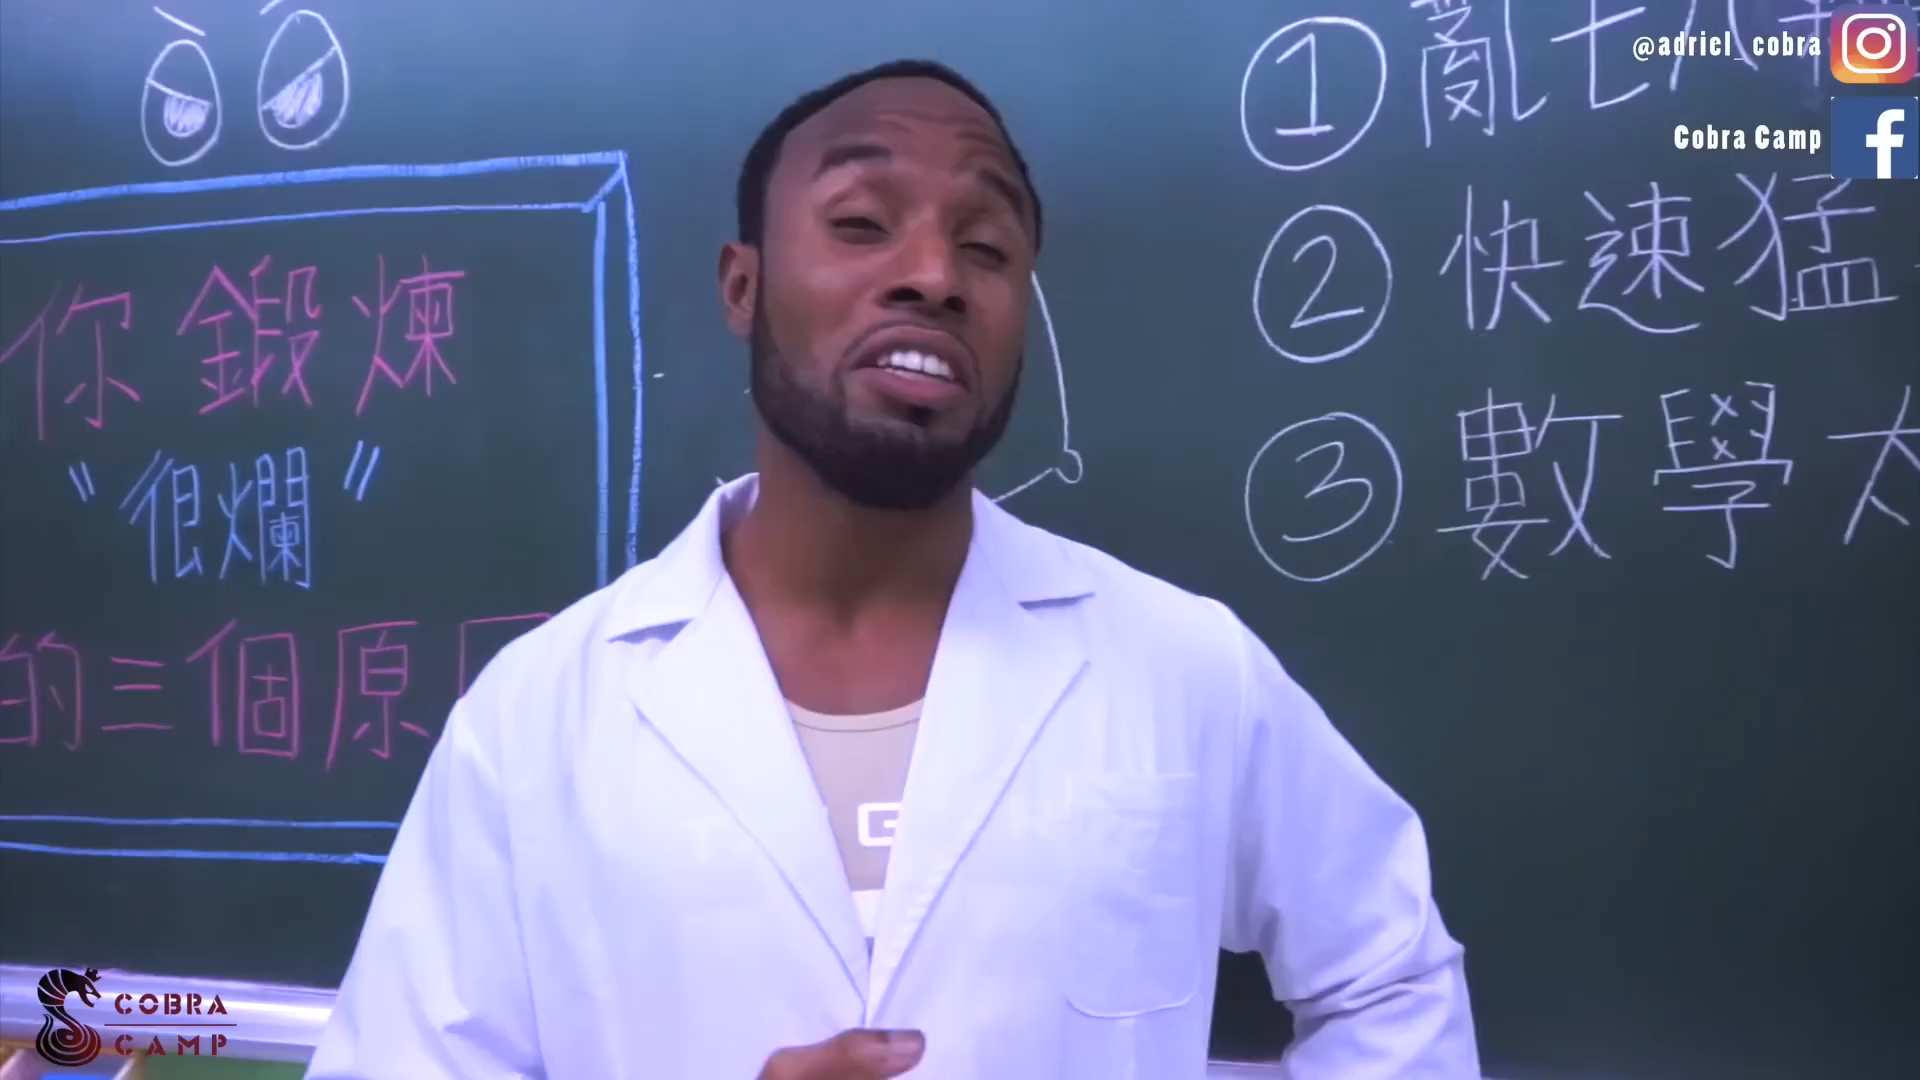 你鍛煉
"很爛"
的三個原
① 亂七八
② 快速猛
③ 數學太
@adriel_cobra
Cobra Camp
G
COBRA
CAMP